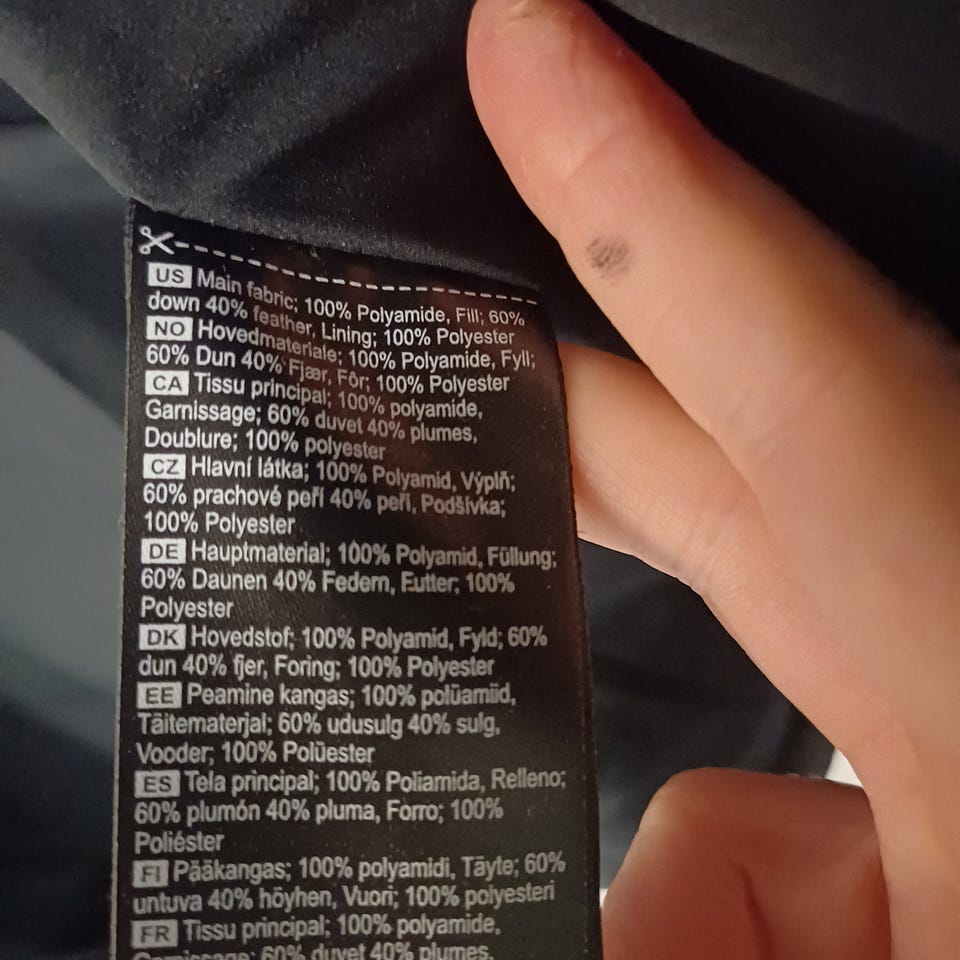 US Main fabric; 100% Polyamide, Fill; 60%
down 40% feather, Lining; 100% Polyester
NO Hovedmateriale; 100% Polyamide, Fyll;
60% Dun 40% Fjær, Fôr; 100% Polyester
CA Tissu principal; 100% polyamide,
Garnissage; 60% duvet 40% plumes,
Doublure; 100% polyester
CZ Hlavní látka; 100% Polyamid, Výplň;
60% prachové peří 40% peří, Podšívka;
100% Polyester
DE Hauptmaterial; 100% Polyamid, Füllung;
60% Daunen 40% Federn, Futter; 100%
Polyester
DK Hovedstof; 100% Polyamid, Fyld; 60%
dun 40% fjer, Foring; 100% Polyester
EE Peamine kangas; 100% polüamiid,
Täitematerjal; 60% udusulg 40% sulg,
Vooder; 100% Polüester
ES Tela principal; 100% Poliamida, Relleno;
60% plumón 40% pluma, Forro; 100%
Poliéster
FI Pääkangas; 100% polyamidi, Täyte; 60%
untuva 40% höyhen, Vuori; 100% polyesteri
FR Tissu principal; 100% polyamide,
Garnissage; 60% duvet 40% plumes,